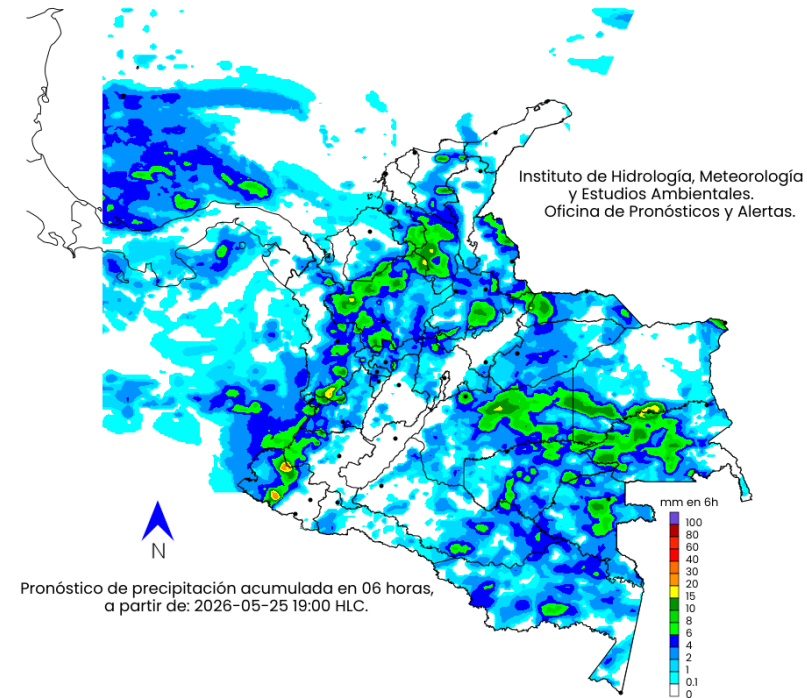 Instituto de Hidrología, Meteorología
y Estudios Ambientales.
Oficina de Pronósticos y Alertas.
mm en 6h
100
80
60
40
30
20
15
10
8
6
4
2
1
0.1
0
N
Pronóstico de precipitación acumulada en 06 horas,
a partir de: 2026-05-25 19:00 HLC.